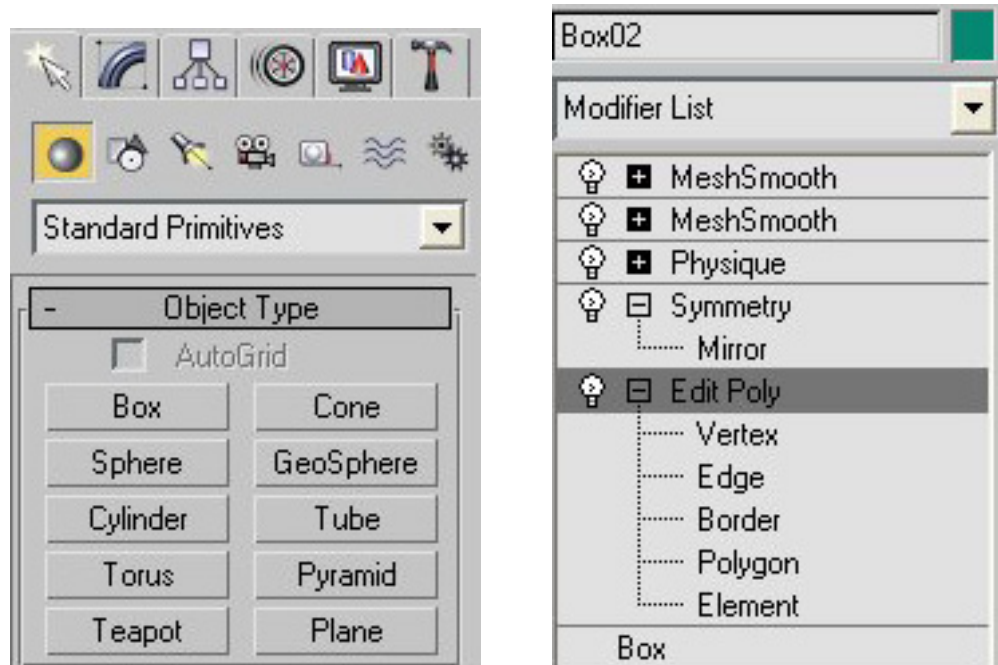 Standard Primitives
- Object Type
AutoGrid
Box Cone
Sphere GeoSphere
Cylinder Tube
Torus Pyramid
Teapot Plane
Box02
Modifier List
MeshSmooth
MeshSmooth
Physique
Symmetry
Mirror
Edit Poly
Vertex
Edge
Border
Polygon
Element
Box